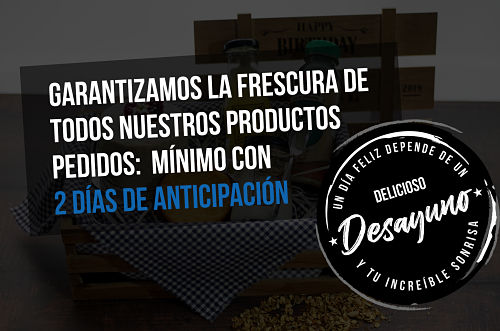 HAPPY
BIRTHDAY
GARANTIZAMOS LA FRESCURA DE
TODOS NUESTROS PRODUCTOS
PEDIDOS: MÍNIMO CON
2 DÍAS DE ANTICIPACIÓN
UN DÍA FELIZ DEPENDE DE UN
DELICIOSO
Desayuno
Y TU INCREÍBLE SONRISA